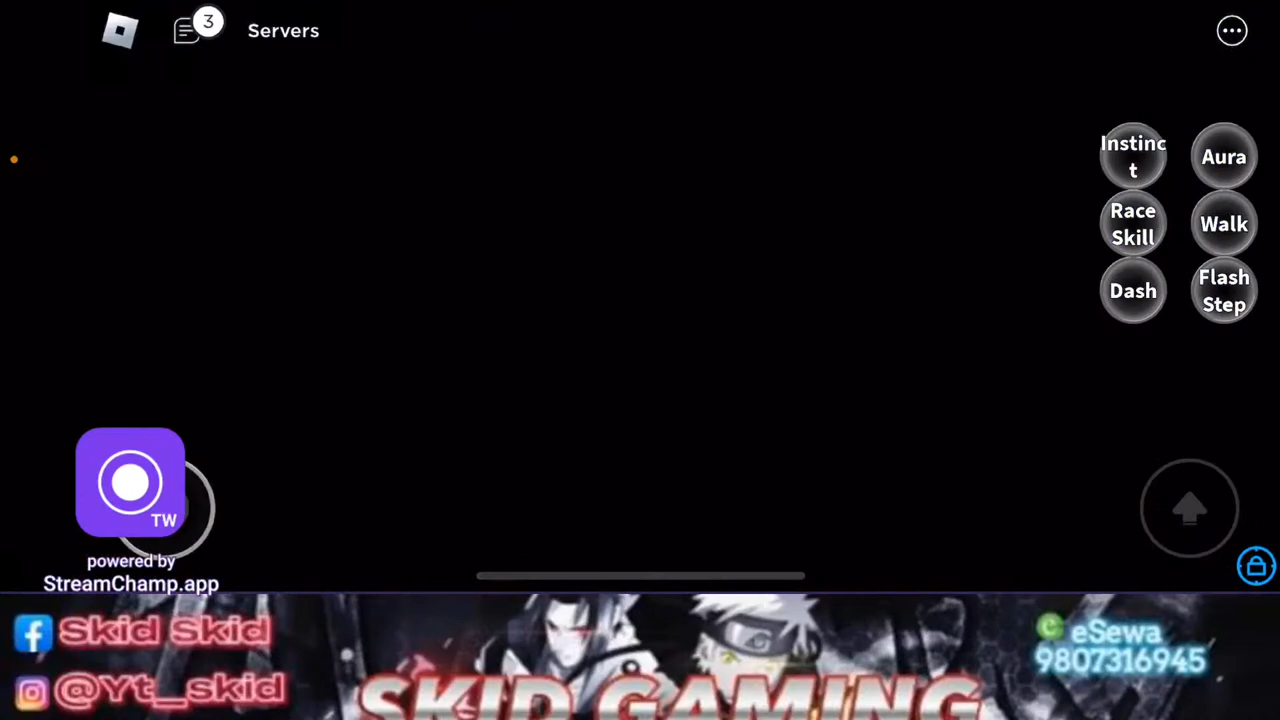 3
Servers
Instinc
t
Aura
Race
Skill
Walk
Dash
Flash
Step
TW
powered by
StreamChamp.app
Skid Skid
@Yt_skid
SKID GAMING
eSewa
9807316945